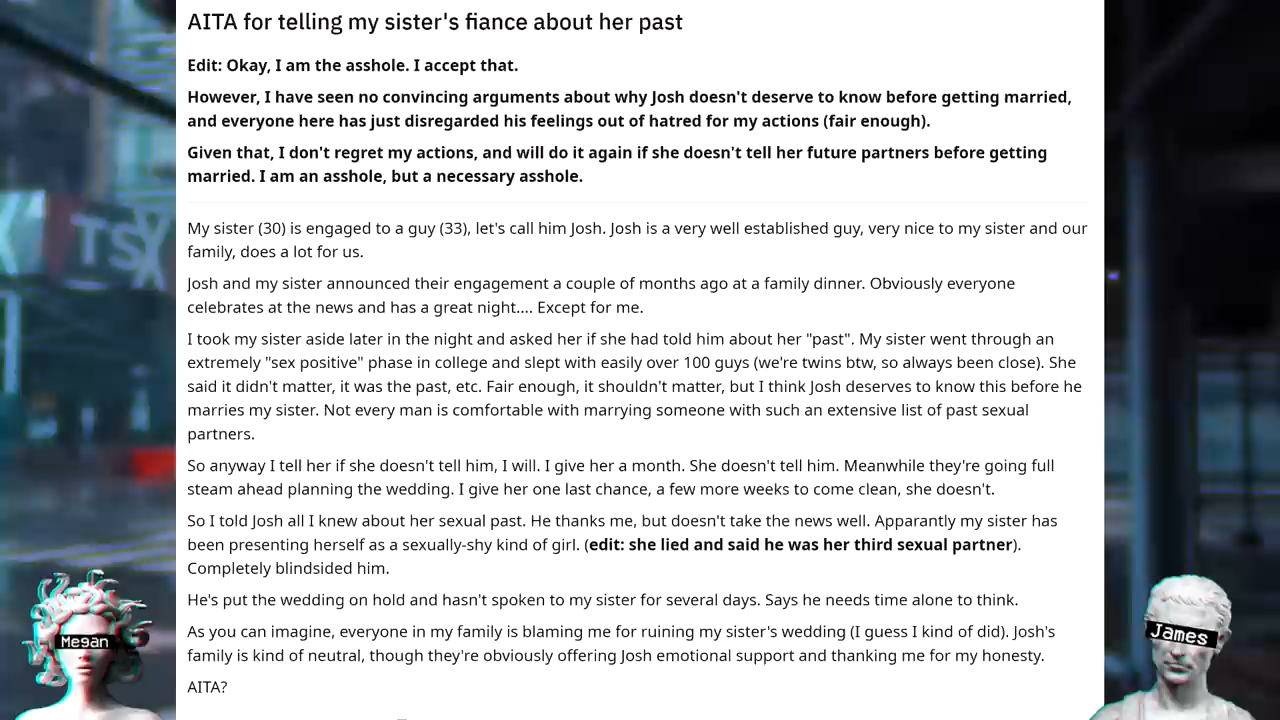 AITA for telling my sister's fiance about her past
Edit: Okay, I am the asshole. I accept that.
However, I have seen no convincing arguments about why Josh doesn't deserve to know before getting married,
and everyone here has just disregarded his feelings out of hatred for my actions (fair enough).
Given that, I don't regret my actions, and will do it again if she doesn't tell her future partners before getting
married. I am an asshole, but a necessary asshole.
My sister (30) is engaged to a guy (33), let's call him Josh. Josh is a very well established guy, very nice to my sister and our
family, does a lot for us.
Josh and my sister announced their engagement a couple of months ago at a family dinner. Obviously everyone
celebrates at the news and has a great night.... Except for me.
I took my sister aside later in the night and asked her if she had told him about her "past". My sister went through an
extremely "sex positive" phase in college and slept with easily over 100 guys (we're twins btw, so always been close). She
said it didn't matter, it was the past, etc. Fair enough, it shouldn't matter, but I think Josh deserves to know this before he
marries my sister. Not every man is comfortable with marrying someone with such an extensive list of past sexual
partners.
So anyway I tell her if she doesn't tell him, I will. I give her a month. She doesn't tell him. Meanwhile they're going full
steam ahead planning the wedding. I give her one last chance, a few more weeks to come clean, she doesn't.
So I told Josh all I knew about her sexual past. He thanks me, but doesn't take the news well. Apparantly my sister has
been presenting herself as a sexually-shy kind of girl. (edit: she lied and said he was her third sexual partner).
Completely blindsided him.
He's put the wedding on hold and hasn't spoken to my sister for several days. Says he needs time alone to think.
As you can imagine, everyone in my family is blaming me for ruining my sister's wedding (I guess I kind of did). Josh's
family is kind of neutral, though they're obviously offering Josh emotional support and thanking me for my honesty.
AITA?
TSX
Megan
James